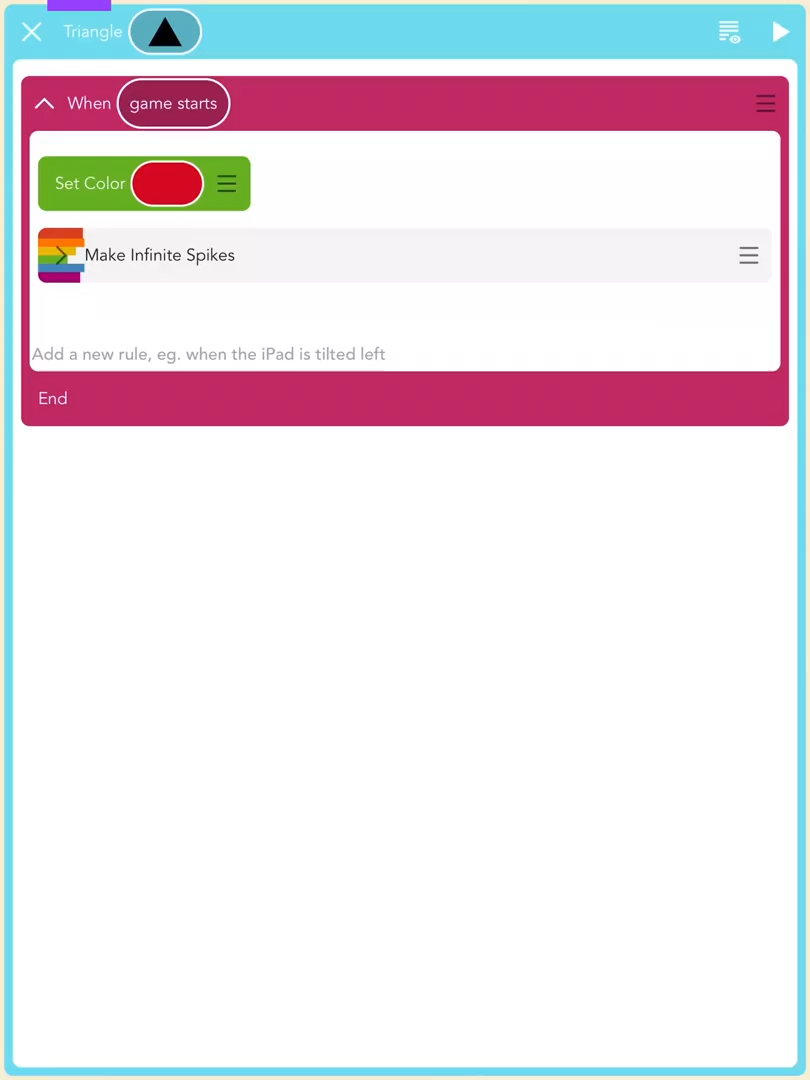 Triangle
When game starts
Set Color
Make Infinite Spikes
Add a new rule, eg. when the iPad is tilted left
End